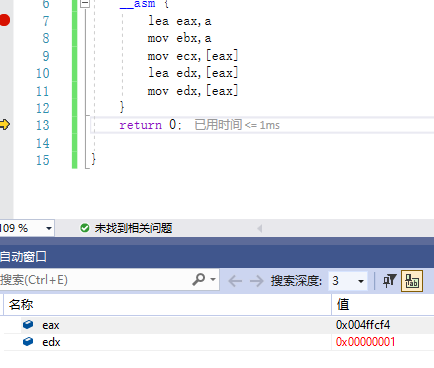 6 __asm {
7 lea eax,a
8 mov ebx,a
9 mov ecx,[eax]
10 lea edx,[eax]
11 mov edx,[eax]
12 }
13 return 0; 已用时间 <= 1ms
14
15 }
109 % 未找到相关问题
自动窗口
搜索(Ctrl+E) 搜索深度: 3
名称 值
eax 0x004ffcf4
edx 0x00000001